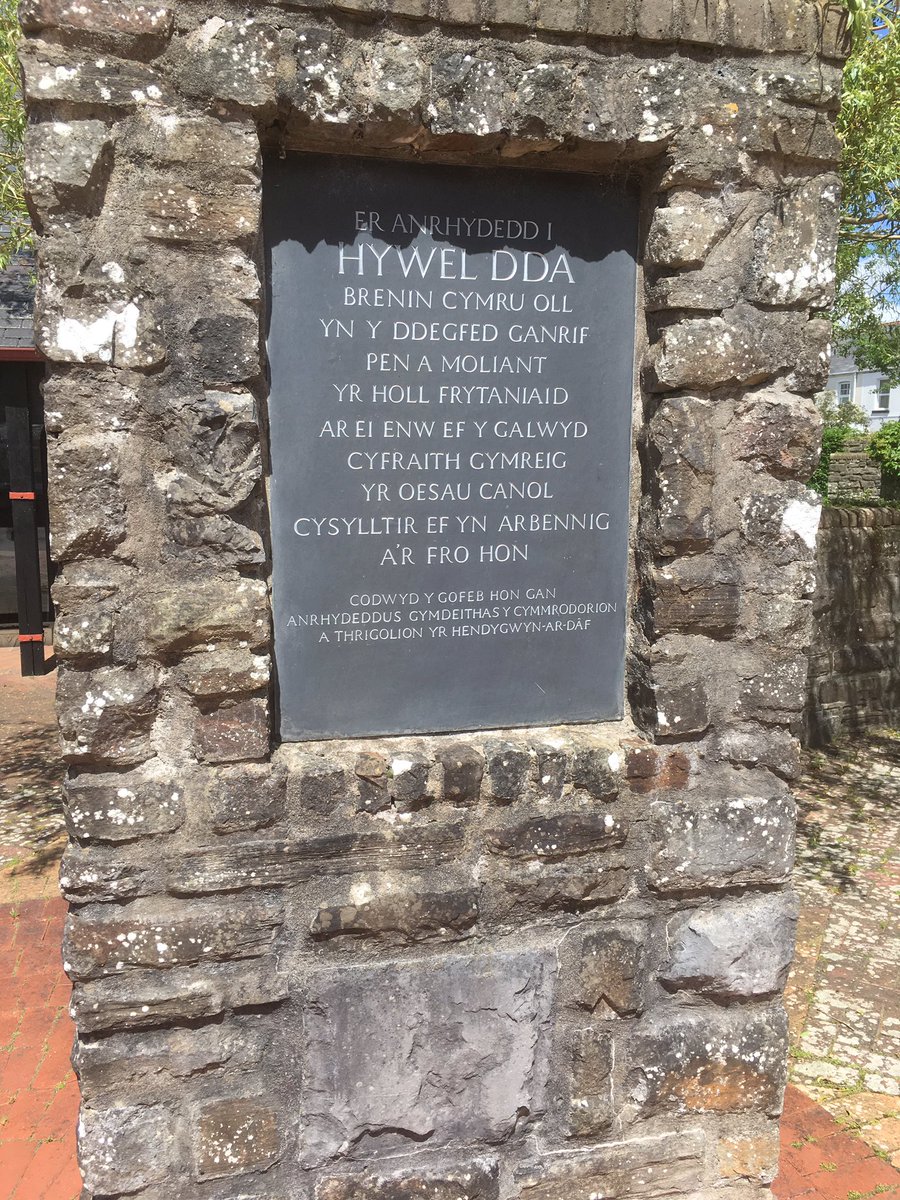 ER ANRHYDEDD I
HYWEL DDA
BRENIN CYMRU OLL
YN Y DDEGFED GANRIF
PEN A MOLIANT
YR HOLL FRYTANIAID
AR EI ENW EF Y GALWYD
CYFRAITH GYMREIG
YR OESAU CANOL
CYSYLLTIR EF YN ARBENNIG
A'R FRO HON
CODWYD Y GOFEB HON GAN
ANRHYDEDDUS GYMDEITHAS Y CYMMRODORION
A THRIGOLION YR HENDYGWYN-AR-DÂF